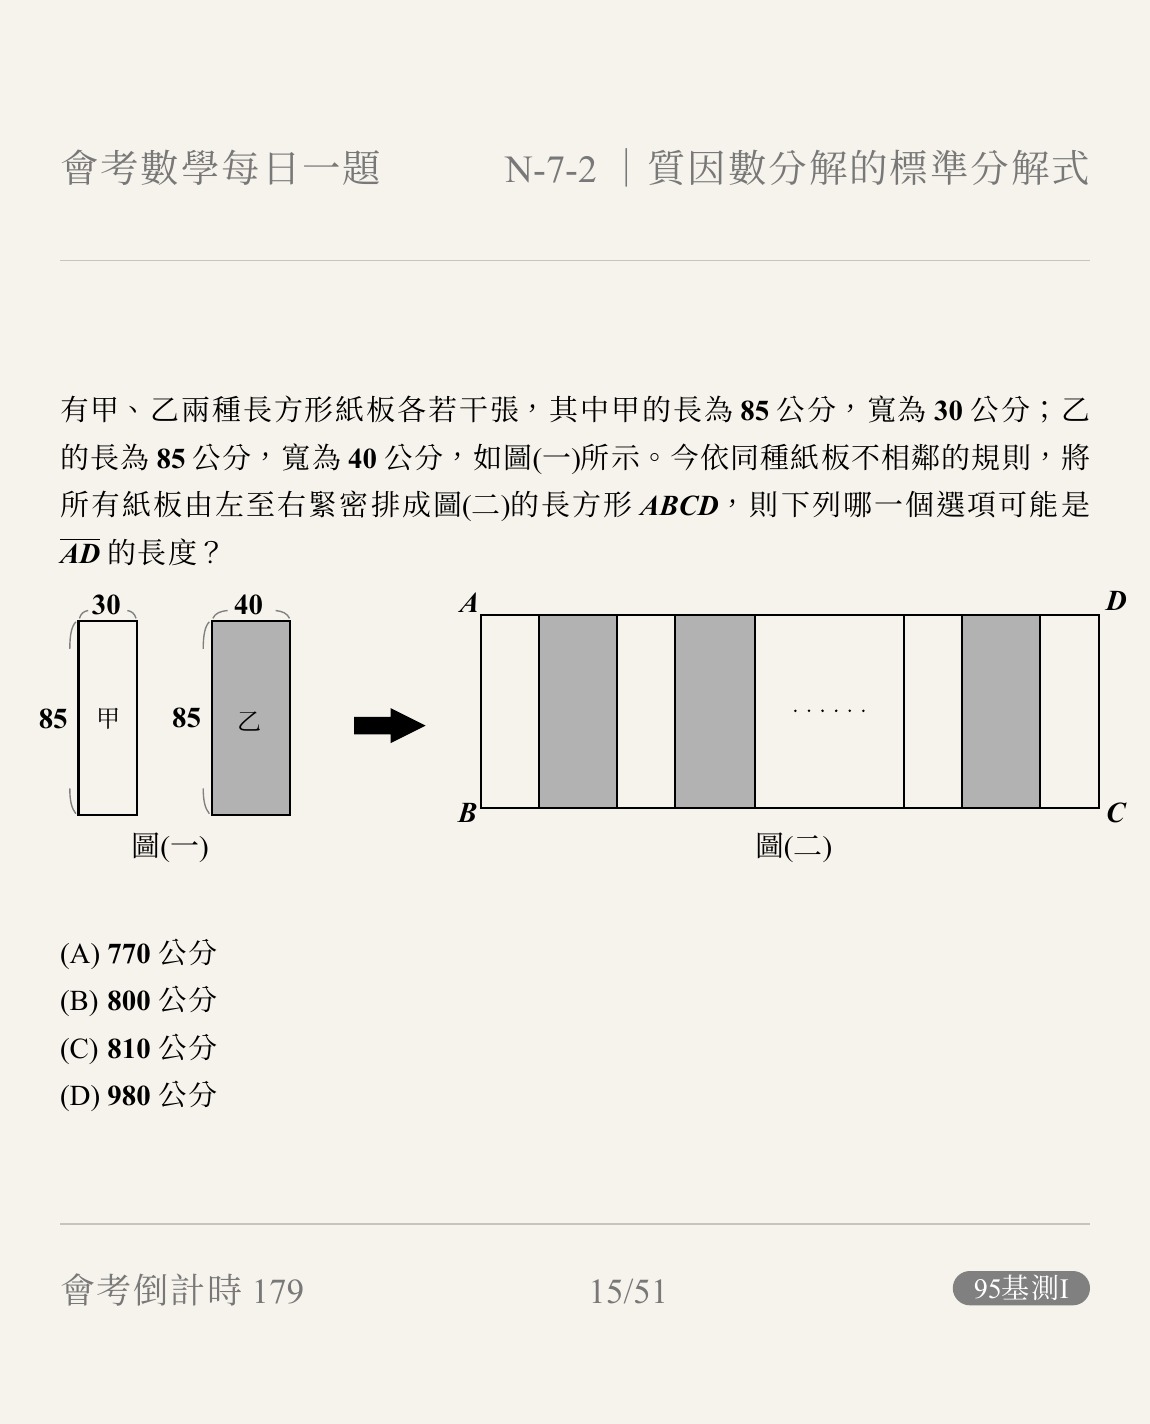 會考數學每日一題
N-7-2｜質因數分解的標準分解式
有甲、乙兩種長方形紙板各若干張，其中甲的長為 85 公分，寬為 30 公分；乙
的長為 85 公分，寬為 40 公分，如圖(一)所示。今依同種紙板不相鄰的規則，將
所有紙板由左至右緊密排成圖(二)的長方形 ABCD，則下列哪一個選項可能是
AD 的長度？
30
40
A
D
85
甲
85
乙
······
B
C
圖(一)
圖(二)
(A) 770 公分
(B) 800 公分
(C) 810 公分
(D) 980 公分
會考倒計時 179
15/51
95基測I